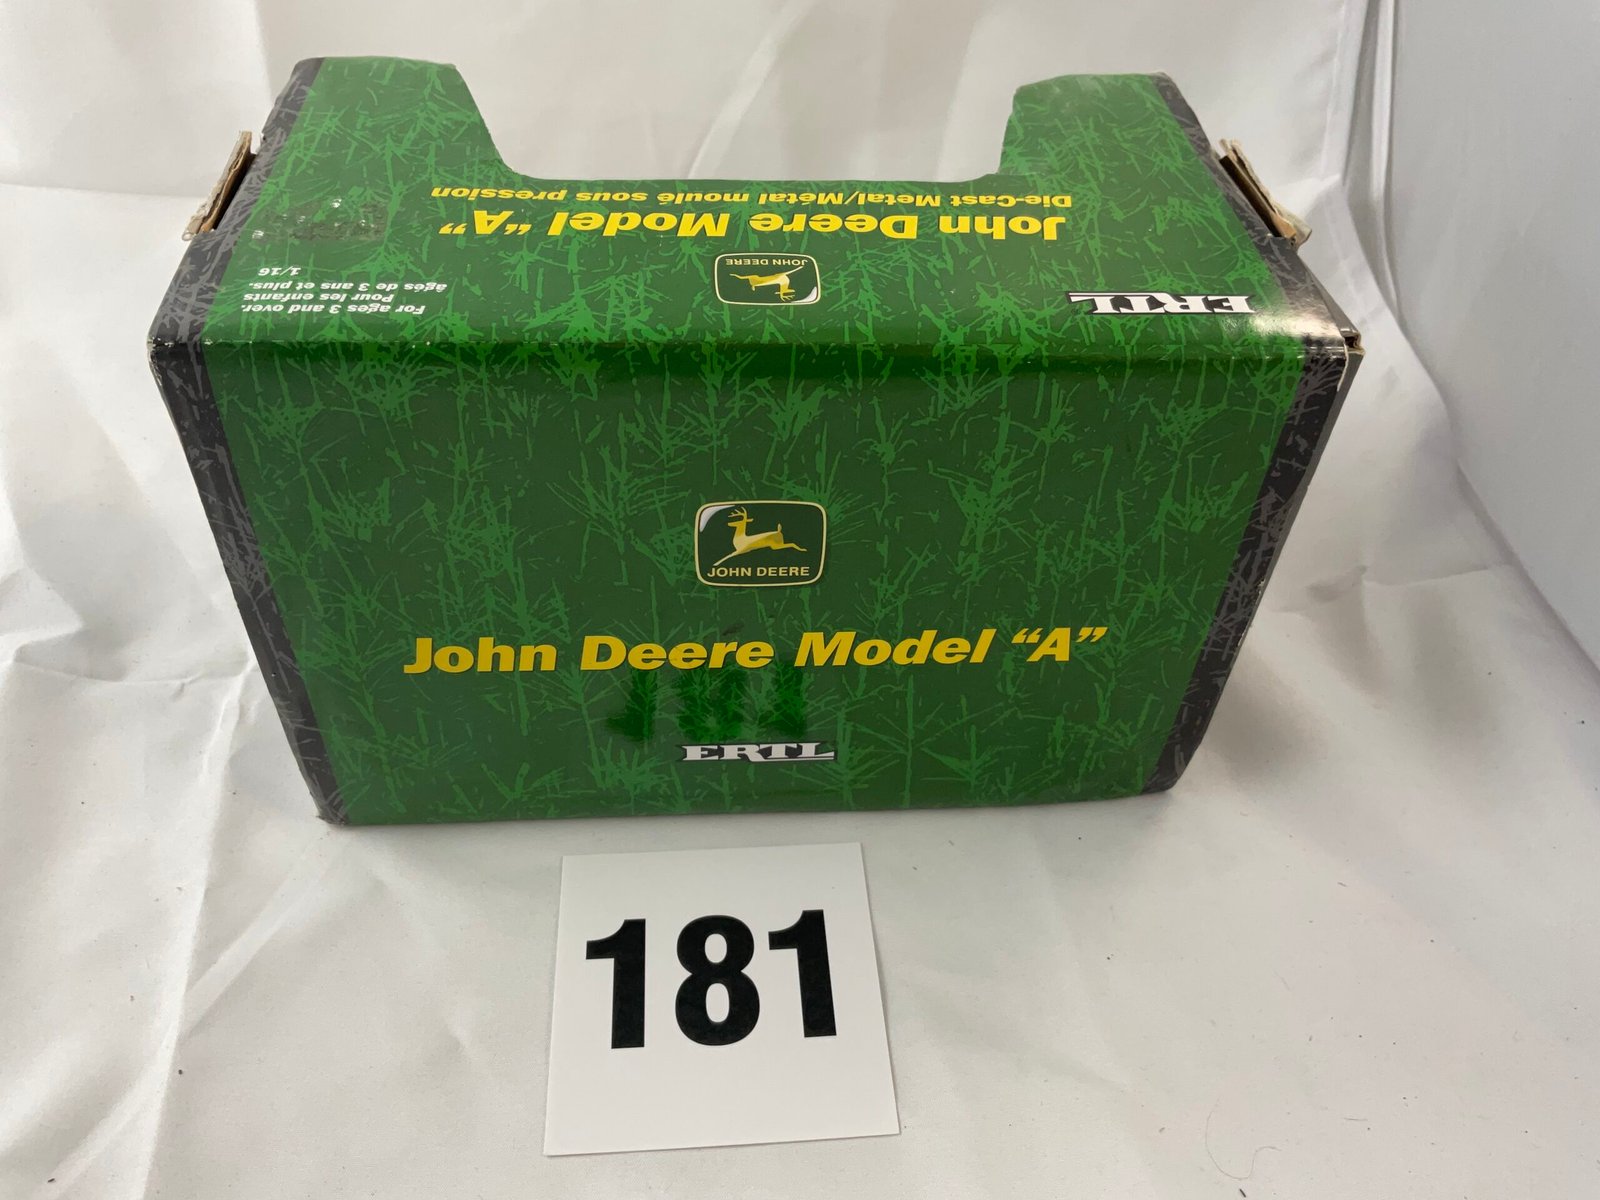 Die-Cast Metal/Métal moulé sous pression
John Deere Model “A”
JOHN DEERE
ERTL
For ages 3 and over.
Pour les enfants
agés de 3 ans et plus.
1/16
JOHN DEERE
John Deere Model “A”
ERTL
181